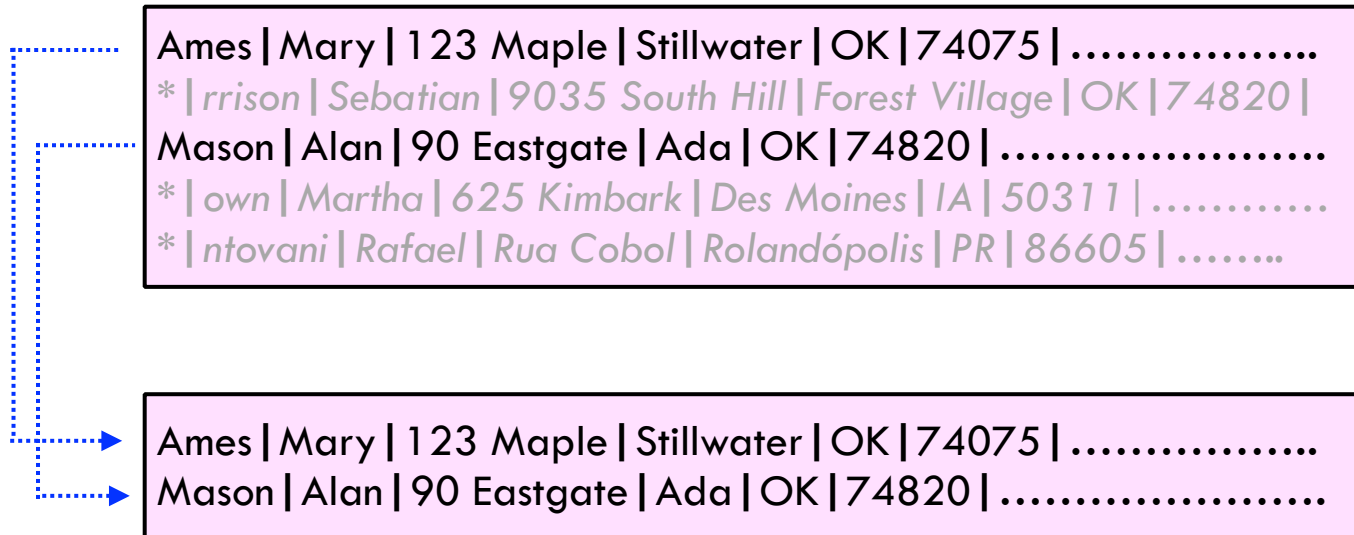 Ames|Mary|123 Maple|Stillwater|OK|74075|……………..
*|rrison|Sebatian|9035 South Hill|Forest Village|OK|74820|
Mason|Alan|90 Eastgate|Ada|OK|74820|………………….
*|own|Martha|625 Kimbark|Des Moines|IA|50311|…………
*|ntovani|Rafael|Rua Cobol|Rolandópolis|PR|86605|……..
Ames|Mary|123 Maple|Stillwater|OK|74075|……………..
Mason|Alan|90 Eastgate|Ada|OK|74820|………………….